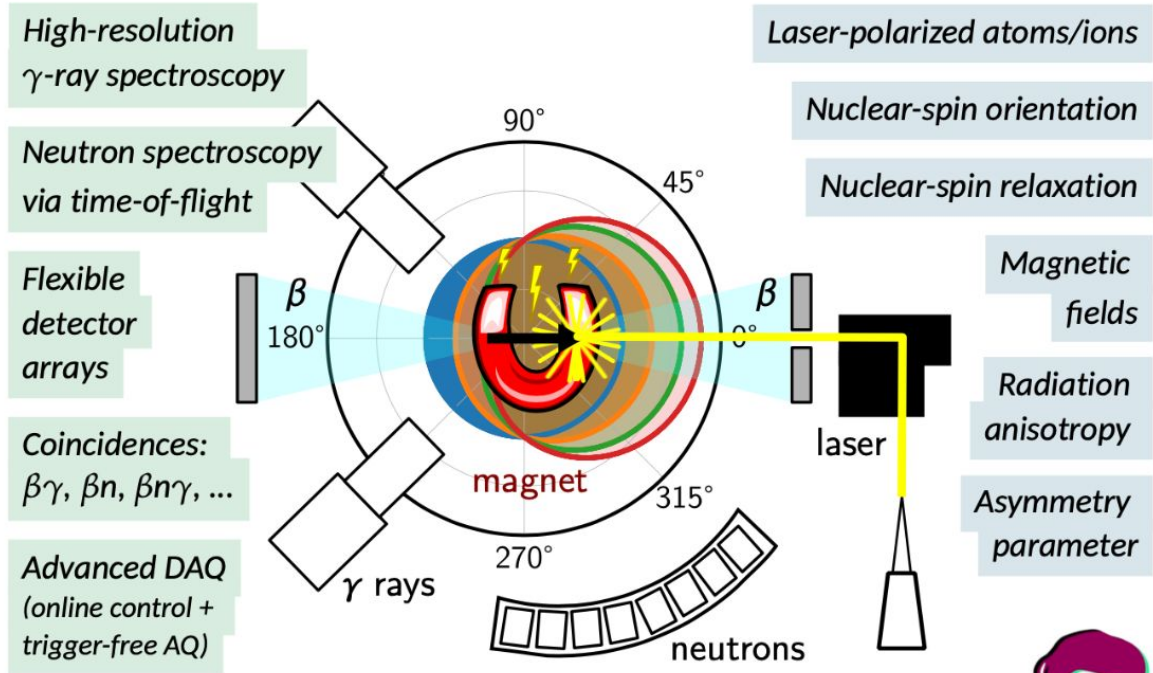 High-resolution
γ-ray spectroscopy
Neutron spectroscopy
via time-of-flight
Flexible
detector
arrays
Coincidences:
βγ, βn, βnγ, ...
Advanced DAQ
(online control +
trigger-free AQ)
90°
45°
β
180°
β
0°
laser
magnet
315°
270°
γ rays
neutrons
Laser-polarized atoms/ions
Nuclear-spin orientation
Nuclear-spin relaxation
Magnetic
fields
Radiation
anisotropy
Asymmetry
parameter